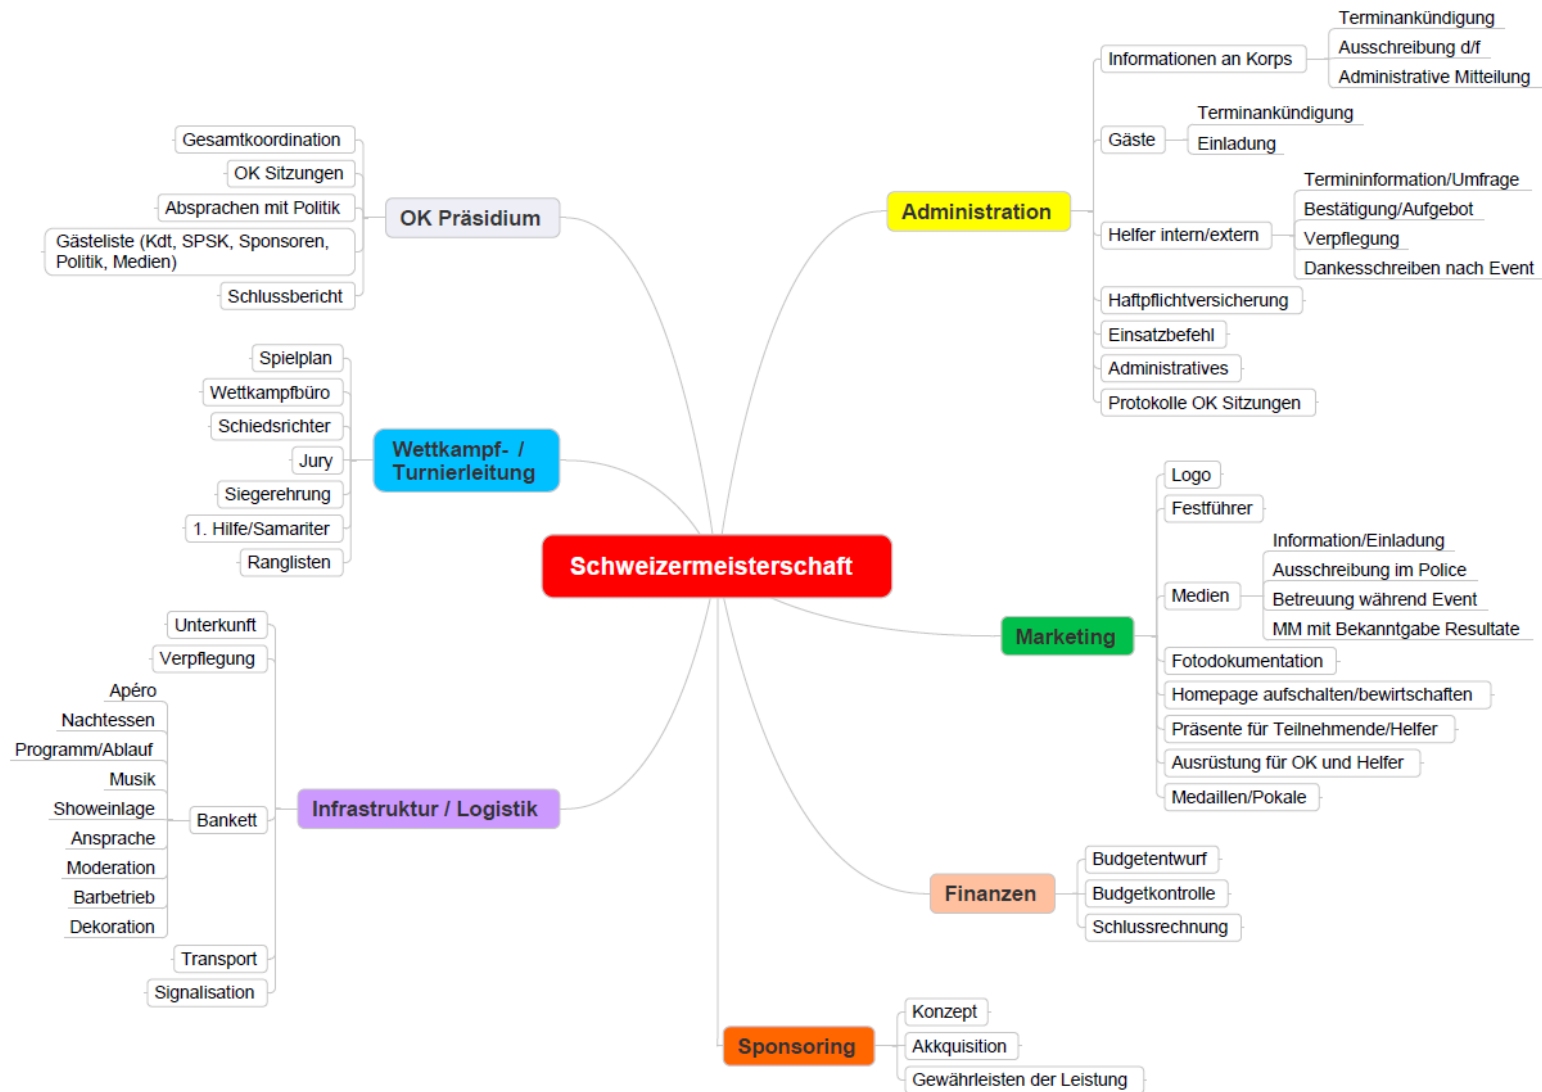 Schweizermeisterschaft
OK Präsidium
Gesamtkoordination
OK Sitzungen
Absprachen mit Politik
Gästeliste (Kdt, SPSK, Sponsoren,
Politik, Medien)
Schlussbericht
Wettkampf- /
Turnierleitung
Spielplan
Wettkampfbüro
Schiedsrichter
Jury
Siegerehrung
1. Hilfe/Samariter
Ranglisten
Infrastruktur / Logistik
Unterkunft
Verpflegung
Bankett
Apéro
Nachtessen
Programm/Ablauf
Musik
Showeinlage
Ansprache
Moderation
Barbetrieb
Dekoration
Transport
Signalisation
Administration
Informationen an Korps
Terminankündigung
Ausschreibung d/f
Administrative Mitteilung
Gäste
Terminankündigung
Einladung
Helfer intern/extern
Termininformation/Umfrage
Bestätigung/Aufgebot
Verpflegung
Dankesschreiben nach Event
Haftpflichtversicherung
Einsatzbefehl
Administratives
Protokolle OK Sitzungen
Marketing
Logo
Festführer
Medien
Information/Einladung
Ausschreibung im Police
Betreuung während Event
MM mit Bekanntgabe Resultate
Fotodokumentation
Homepage aufschalten/bewirtschaften
Präsente für Teilnehmende/Helfer
Ausrüstung für OK und Helfer
Medaillen/Pokale
Finanzen
Budgetentwurf
Budgetkontrolle
Schlussrechnung
Sponsoring
Konzept
Akkquisition
Gewährleisten der Leistung